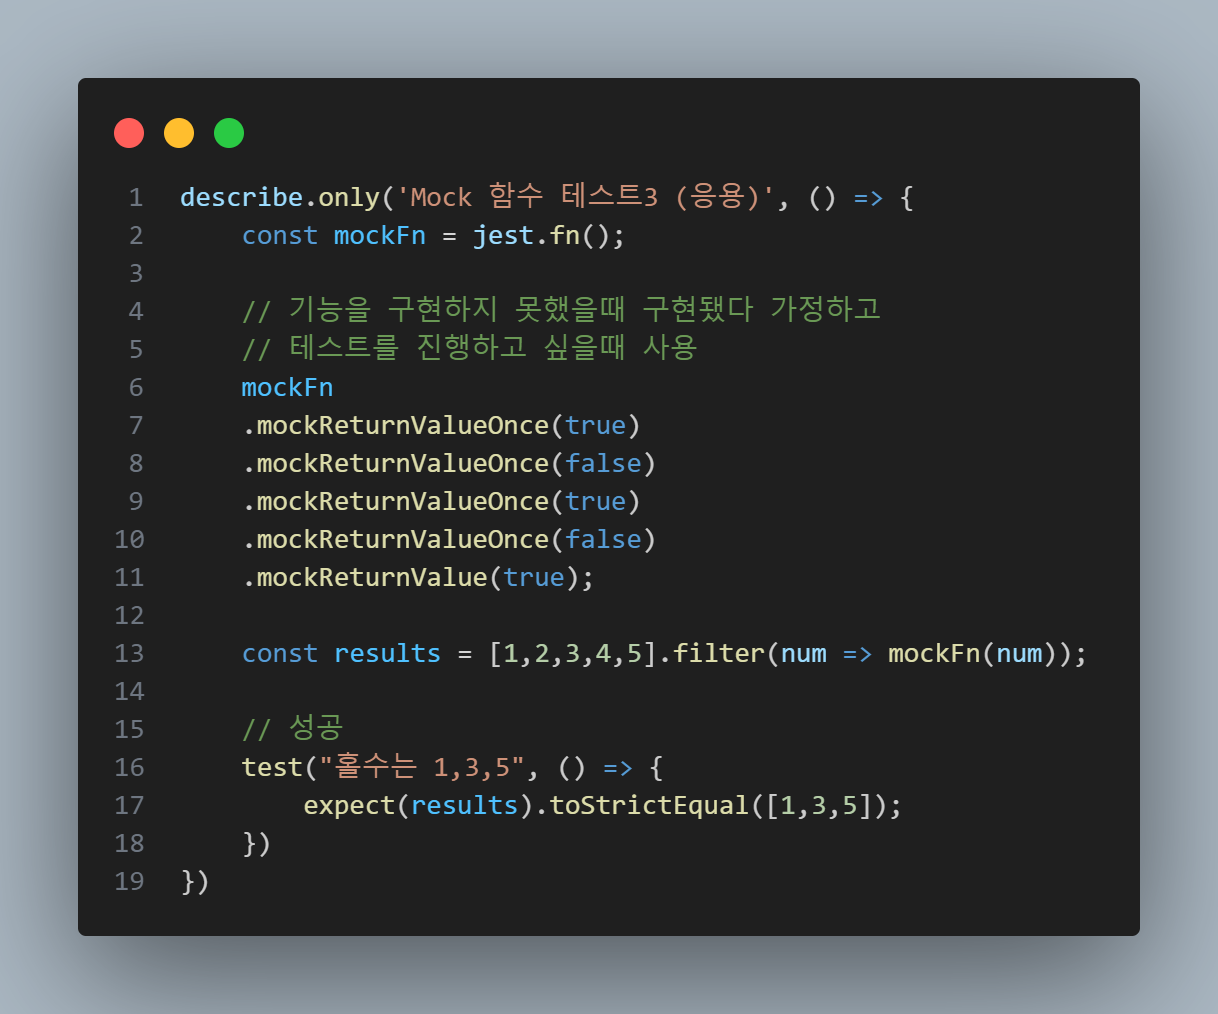 1 describe.only('Mock 함수 테스트3 (응용)', () => {
2     const mockFn = jest.fn();
3
4     // 기능을 구현하지 못했을때 구현됐다 가정하고
5     // 테스트를 진행하고 싶을때 사용
6     mockFn
7     .mockReturnValueOnce(true)
8     .mockReturnValueOnce(false)
9     .mockReturnValueOnce(true)
10     .mockReturnValueOnce(false)
11     .mockReturnValue(true);
12
13     const results = [1,2,3,4,5].filter(num => mockFn(num));
14
15     // 성공
16     test("홀수는 1,3,5", () => {
17         expect(results).toStrictEqual([1,3,5]);
18     })
19 })